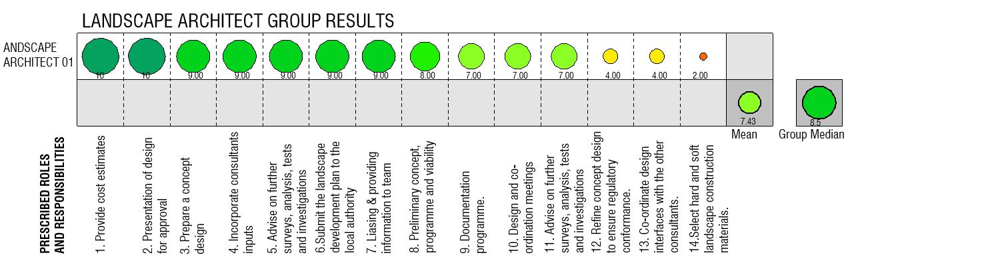 LANDSCAPE ARCHITECT GROUP RESULTS
ANDSCAPE
ARCHITECT 01
10 10 9.00 9.00 9.00 9.00 9.00 8.00 7.00 7.00 7.00 4.00 4.00 2.00
7.43 8.5
Mean Group Median
PRESCRIBED ROLES
AND RESPONSIBILITIES
1. Provide cost estimates
2. Presentation of design
for approval
3. Prepare a concept
design
4. Incorporate consultants
inputs
5. Advise on further
surveys, analysis, tests
and investigations
6.Submit the landscape
development plan to the
local authority
7. Liasing & providing
information to team
8. Preliminary concept,
programme and viability
9. Documentation
programme.
10. Design and co-
ordination meetings
11. Advise on further
surveys, analysis, tests
and investigations
12. Refine concept design
to ensure regulatory
conformance.
13. Co-ordinate design
interfaces with the other
consultants.
14.Select hard and soft
landscape construction
materials.